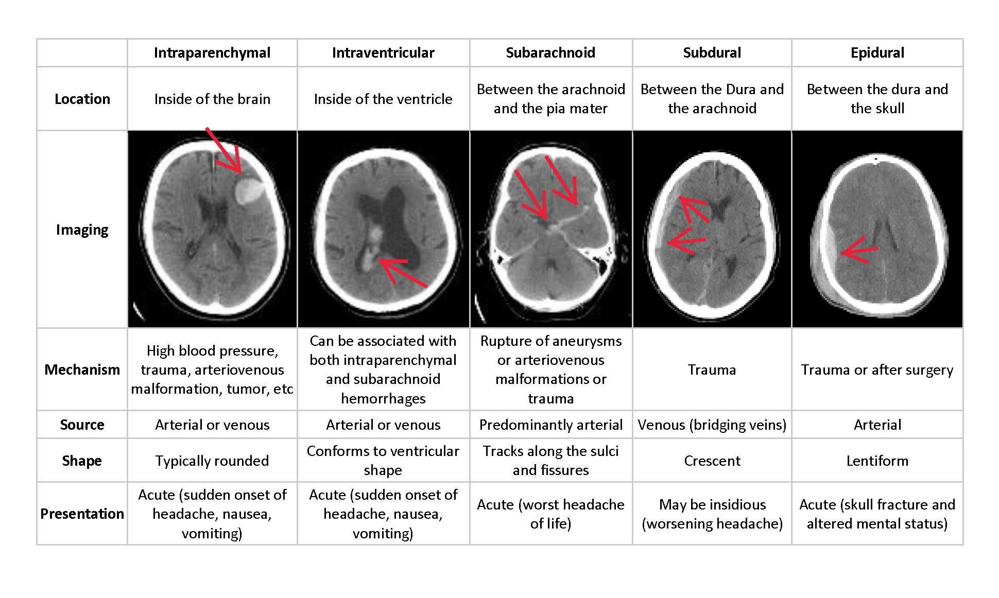 Intraparenchymal
Intraventricular
Subarachnoid
Subdural
Epidural
Location
Inside of the brain
Inside of the ventricle
Between the arachnoid
and the pia mater
Between the Dura and
the arachnoid
Between the dura and
the skull
Imaging
Mechanism
High blood pressure,
trauma, arteriovenous
malformation, tumor, etc
Can be associated with
both intraparenchymal
and subarachnoid
hemorrhages
Rupture of aneurysms
or arteriovenous
malformations or
trauma
Trauma
Trauma or after surgery
Source
Arterial or venous
Arterial or venous
Predominantly arterial
Venous (bridging veins)
Arterial
Shape
Typically rounded
Conforms to ventricular
shape
Tracks along the sulci
and fissures
Crescent
Lentiform
Presentation
Acute (sudden onset of
headache, nausea,
vomiting)
Acute (sudden onset of
headache, nausea,
vomiting)
Acute (worst headache
of life)
May be insidious
(worsening headache)
Acute (skull fracture and
altered mental status)